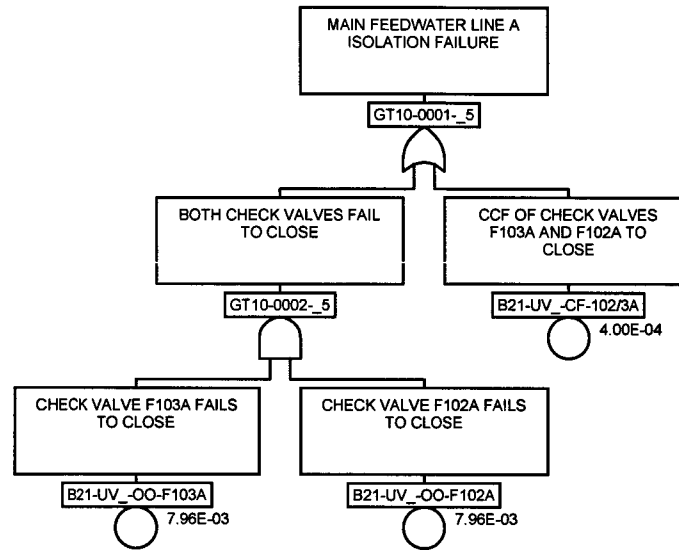 MAIN FEEDWATER LINE A
ISOLATION FAILURE
GT10-0001-_5
BOTH CHECK VALVES FAIL
TO CLOSE
GT10-0002-_5
CCF OF CHECK VALVES
F103A AND F102A TO
CLOSE
B21-UV_-CF-102/3A
4.00E-04
CHECK VALVE F103A FAILS
TO CLOSE
B21-UV_-OO-F103A
7.96E-03
CHECK VALVE F102A FAILS
TO CLOSE
B21-UV_-OO-F102A
7.96E-03